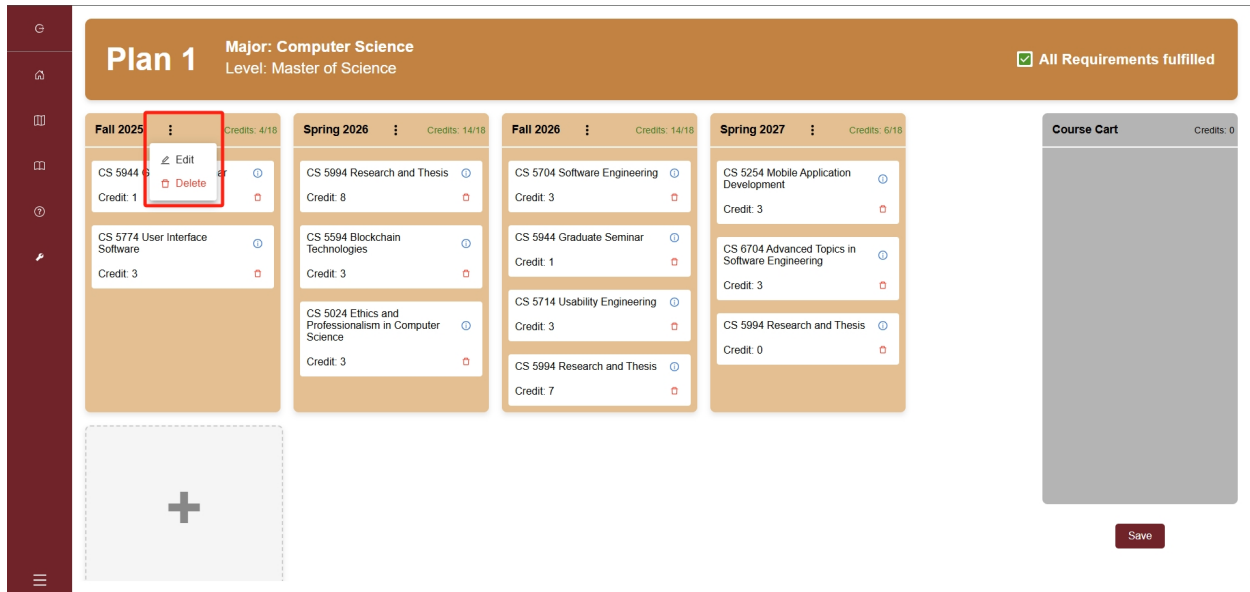 Plan 1
Major: Computer Science
Level: Master of Science
All Requirements fulfilled
Fall 2025
Credits: 4/18
Edit
Delete
CS 5944 G
ar
Credit: 1
CS 5774 User Interface
Software
Credit: 3
Spring 2026
Credits: 14/18
CS 5994 Research and Thesis
Credit: 8
CS 5594 Blockchain
Technologies
Credit: 3
CS 5024 Ethics and
Professionalism in Computer
Science
Credit: 3
Fall 2026
Credits: 14/18
CS 5704 Software Engineering
Credit: 3
CS 5944 Graduate Seminar
Credit: 1
CS 5714 Usability Engineering
Credit: 3
CS 5994 Research and Thesis
Credit: 7
Spring 2027
Credits: 6/18
CS 5254 Mobile Application
Development
Credit: 3
CS 6704 Advanced Topics in
Software Engineering
Credit: 3
CS 5994 Research and Thesis
Credit: 0
Course Cart
Credits: 0
Save